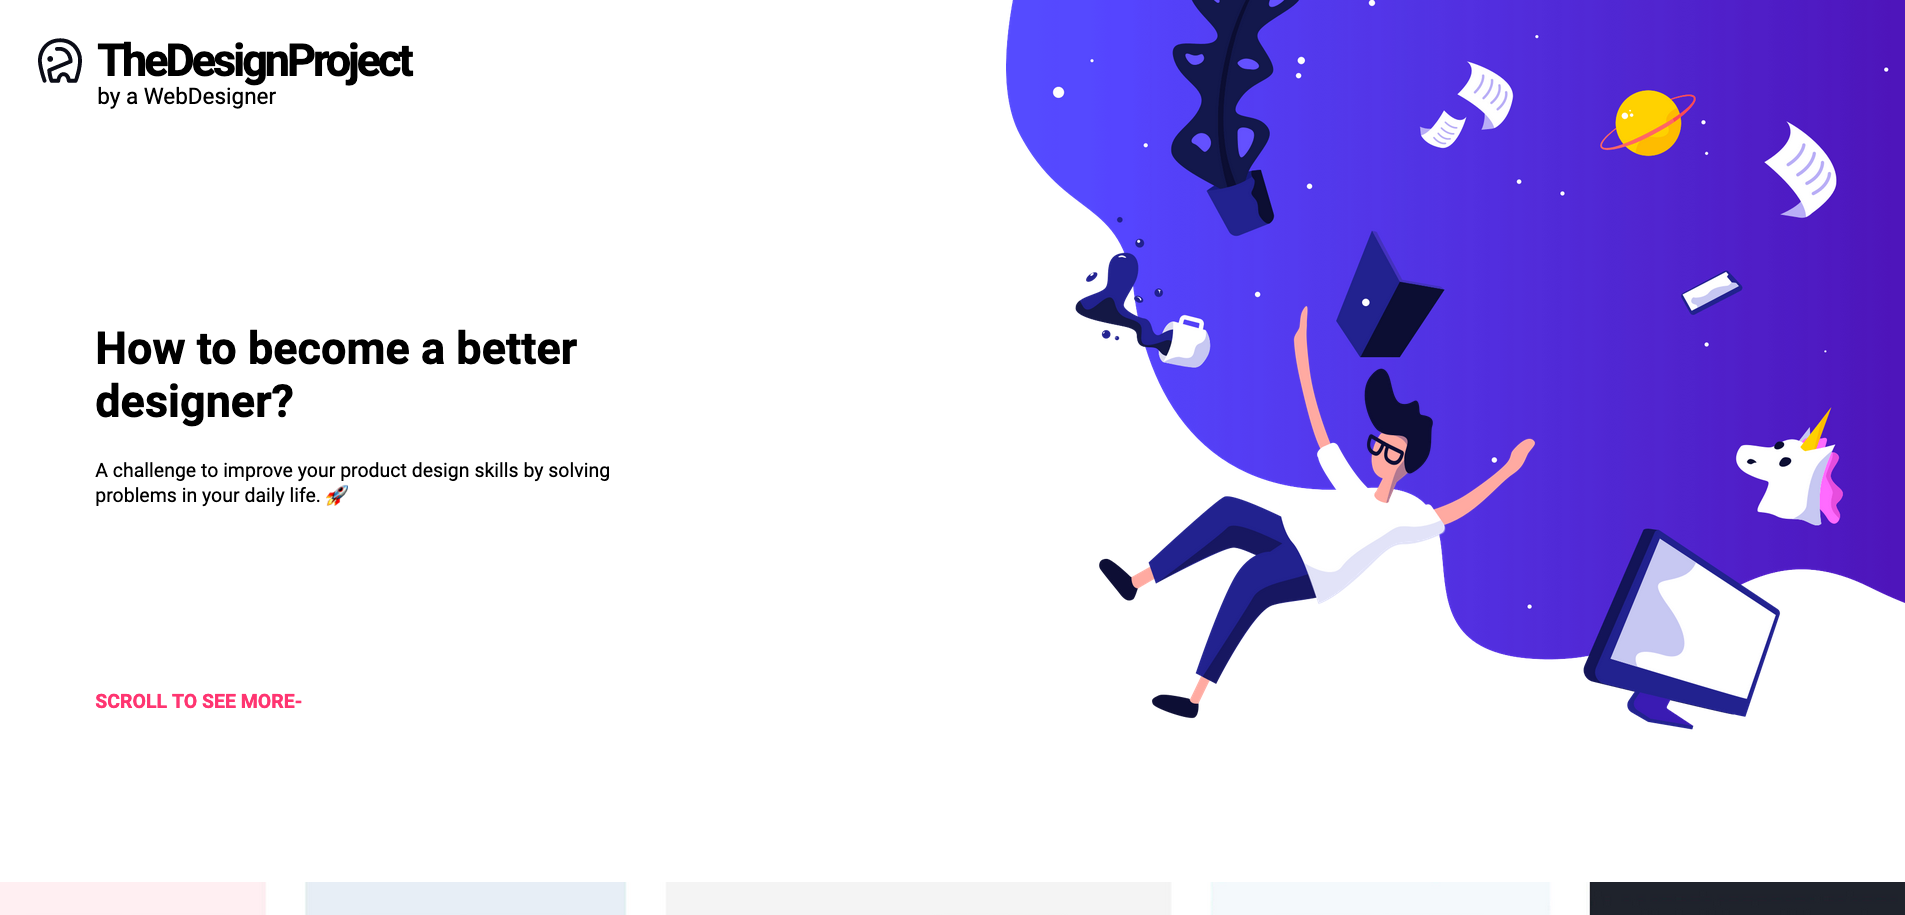 TheDesignProject
by a WebDesigner
How to become a better
designer?
A challenge to improve your product design skills by solving
problems in your daily life. 🚀
SCROLL TO SEE MORE-